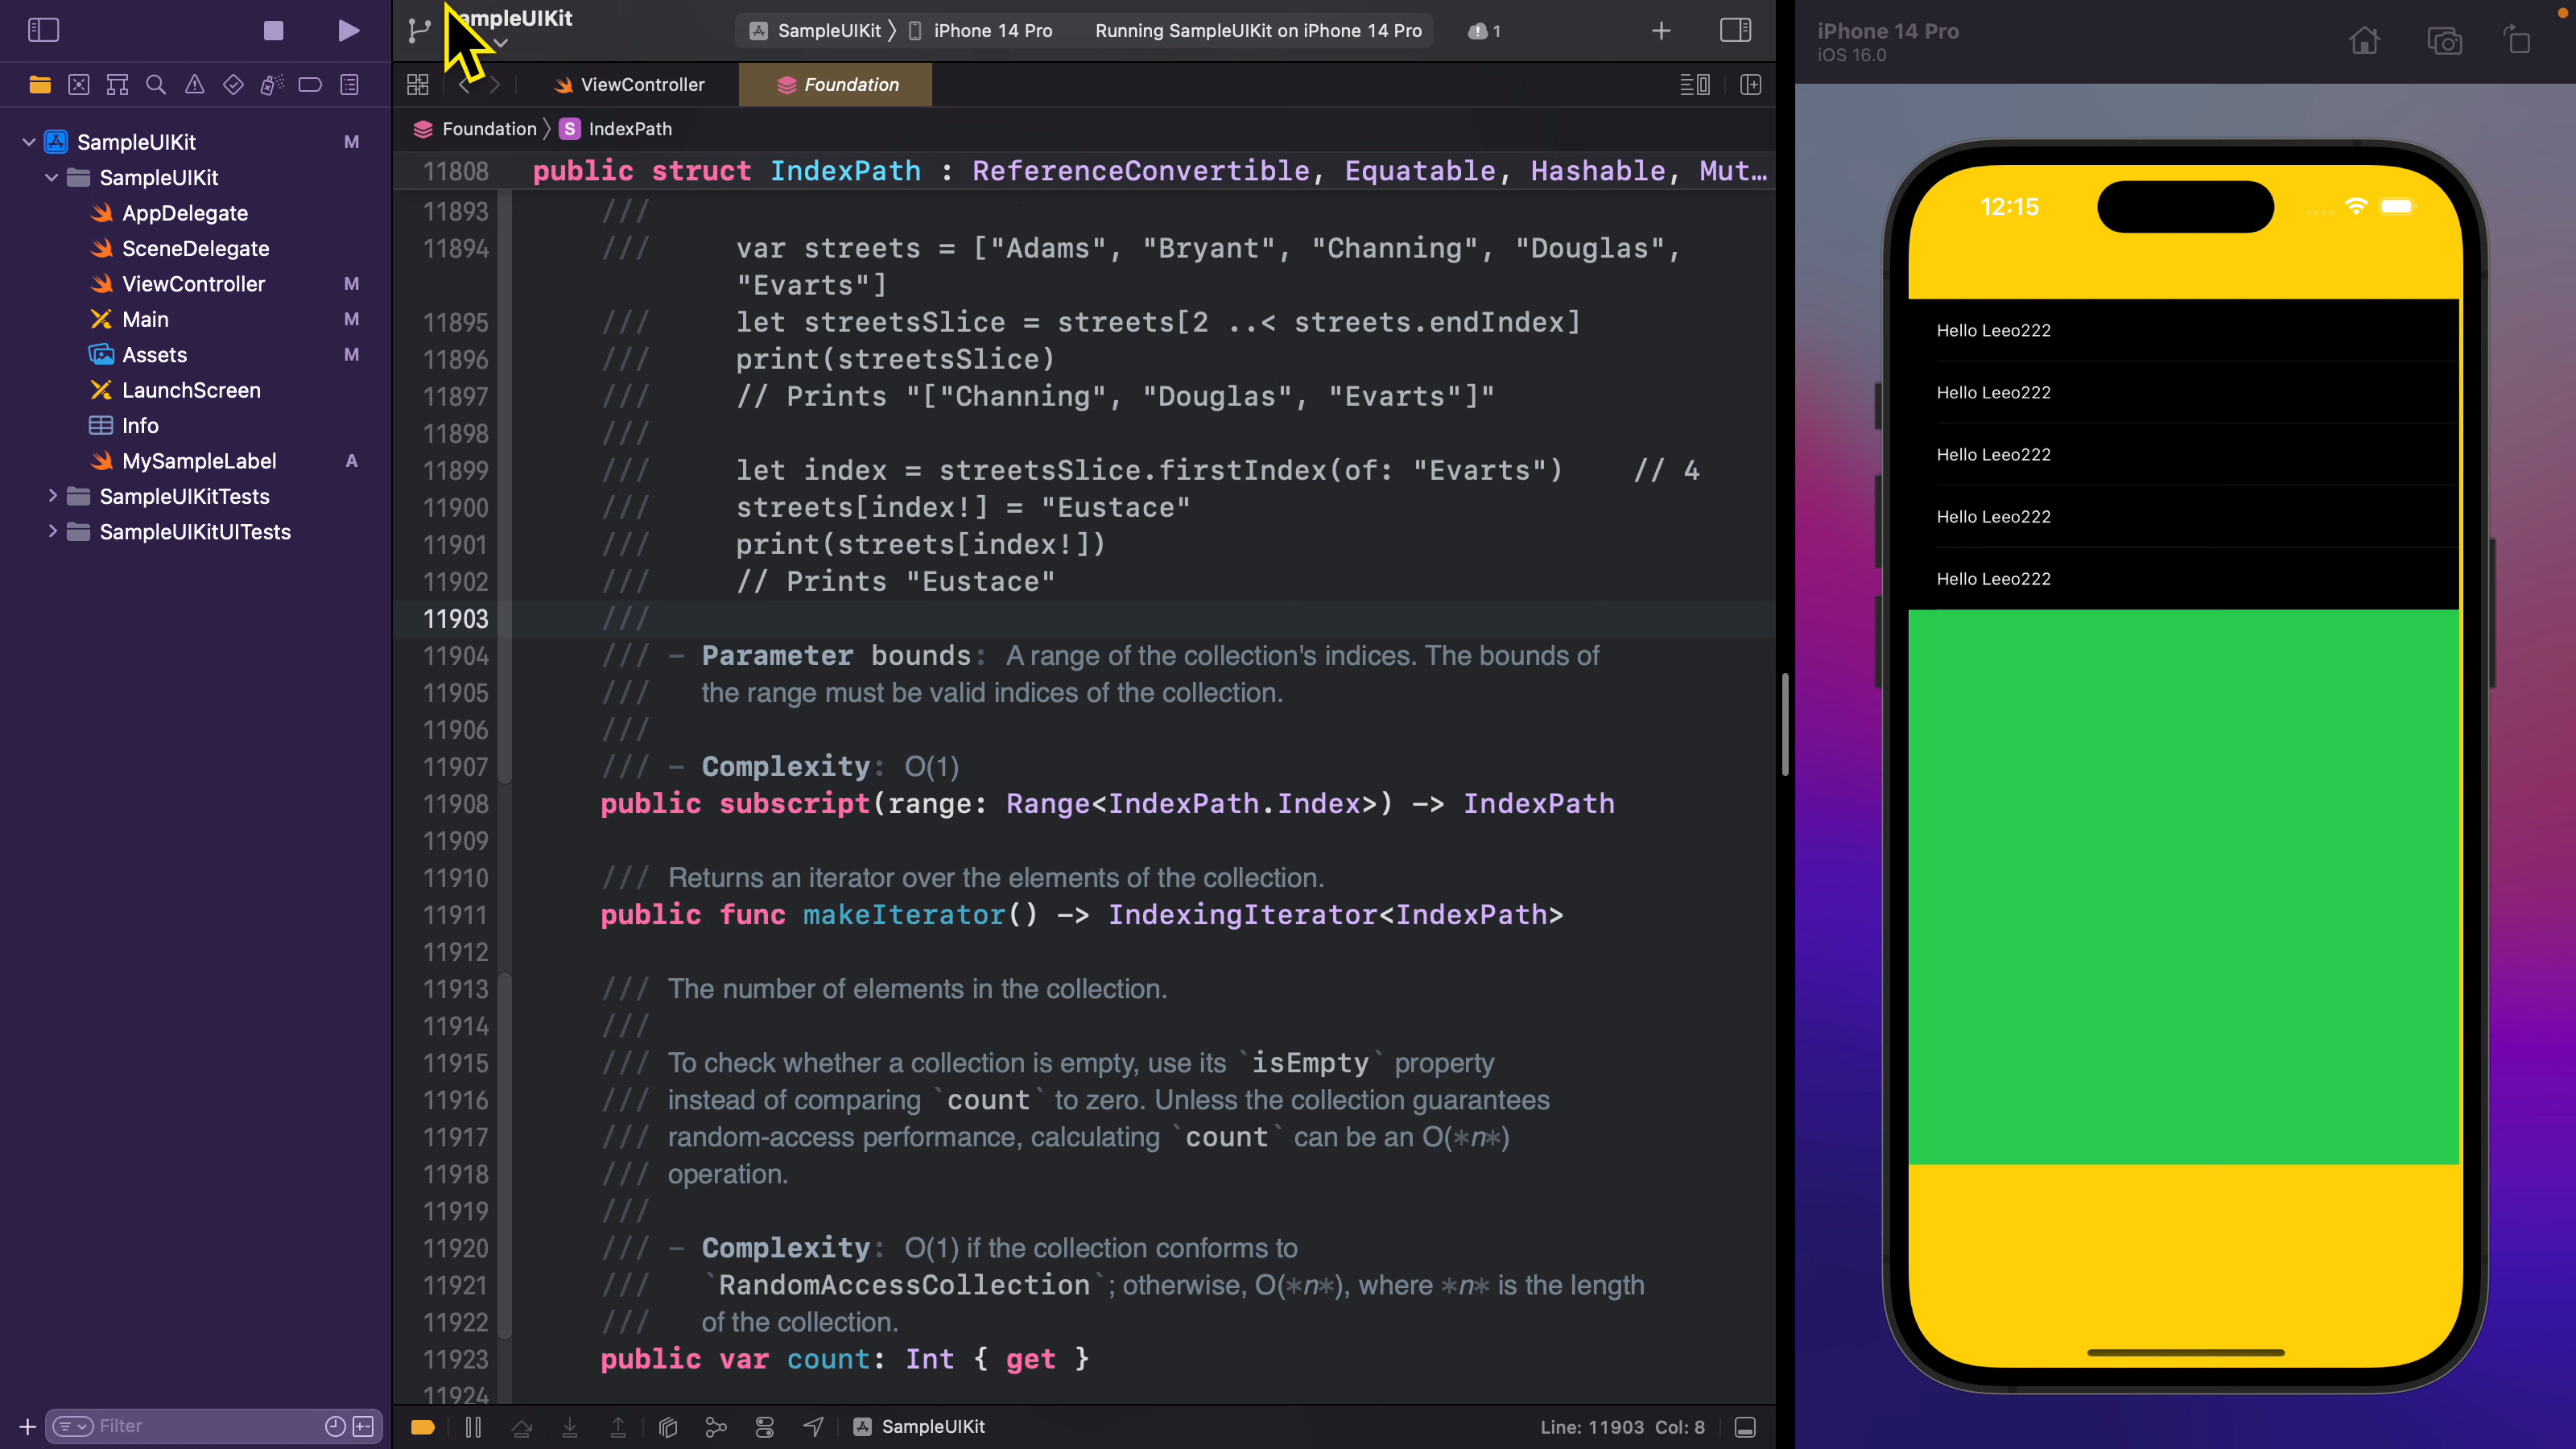 ampleUIKit
SampleUIKit
iPhone 14 Pro
Running SampleUIKit on iPhone 14 Pro
1
ViewController
Foundation
Foundation
S IndexPath
SampleUIKit M
SampleUIKit
AppDelegate
SceneDelegate
ViewController M
Main M
Assets M
LaunchScreen
Info
MySampleLabel A
SampleUIKitTests
SampleUIKitUITests
Filter
11808 public struct IndexPath : ReferenceConvertible, Equatable, Hashable, Mut…
11893 ///
11894 /// var streets = ["Adams", "Bryant", "Channing", "Douglas",
"Evarts"]
11895 /// let streetsSlice = streets[2 ..< streets.endIndex]
11896 /// print(streetsSlice)
11897 /// // Prints "["Channing", "Douglas", "Evarts"]"
11898 ///
11899 /// let index = streetsSlice.firstIndex(of: "Evarts") // 4
11900 /// streets[index!] = "Eustace"
11901 /// print(streets[index!])
11902 /// // Prints "Eustace"
11903 ///
11904 /// - Parameter bounds: A range of the collection's indices. The bounds of
11905 /// the range must be valid indices of the collection.
11906 ///
11907 /// - Complexity: O(1)
11908 public subscript(range: Range<IndexPath.Index>) -> IndexPath
11909
11910 /// Returns an iterator over the elements of the collection.
11911 public func makeIterator() -> IndexingIterator<IndexPath>
11912
11913 /// The number of elements in the collection.
11914 ///
11915 /// To check whether a collection is empty, use its `isEmpty` property
11916 /// instead of comparing `count` to zero. Unless the collection guarantees
11917 /// random-access performance, calculating `count` can be an O(*n*)
11918 /// operation.
11919 ///
11920 /// - Complexity: O(1) if the collection conforms to
11921 /// `RandomAccessCollection`; otherwise, O(*n*), where *n* is the length
11922 /// of the collection.
11923 public var count: Int { get }
11924
SampleUIKit
Line: 11903 Col: 8
iPhone 14 Pro
iOS 16.0
12:15
Hello Leeo222
Hello Leeo222
Hello Leeo222
Hello Leeo222
Hello Leeo222